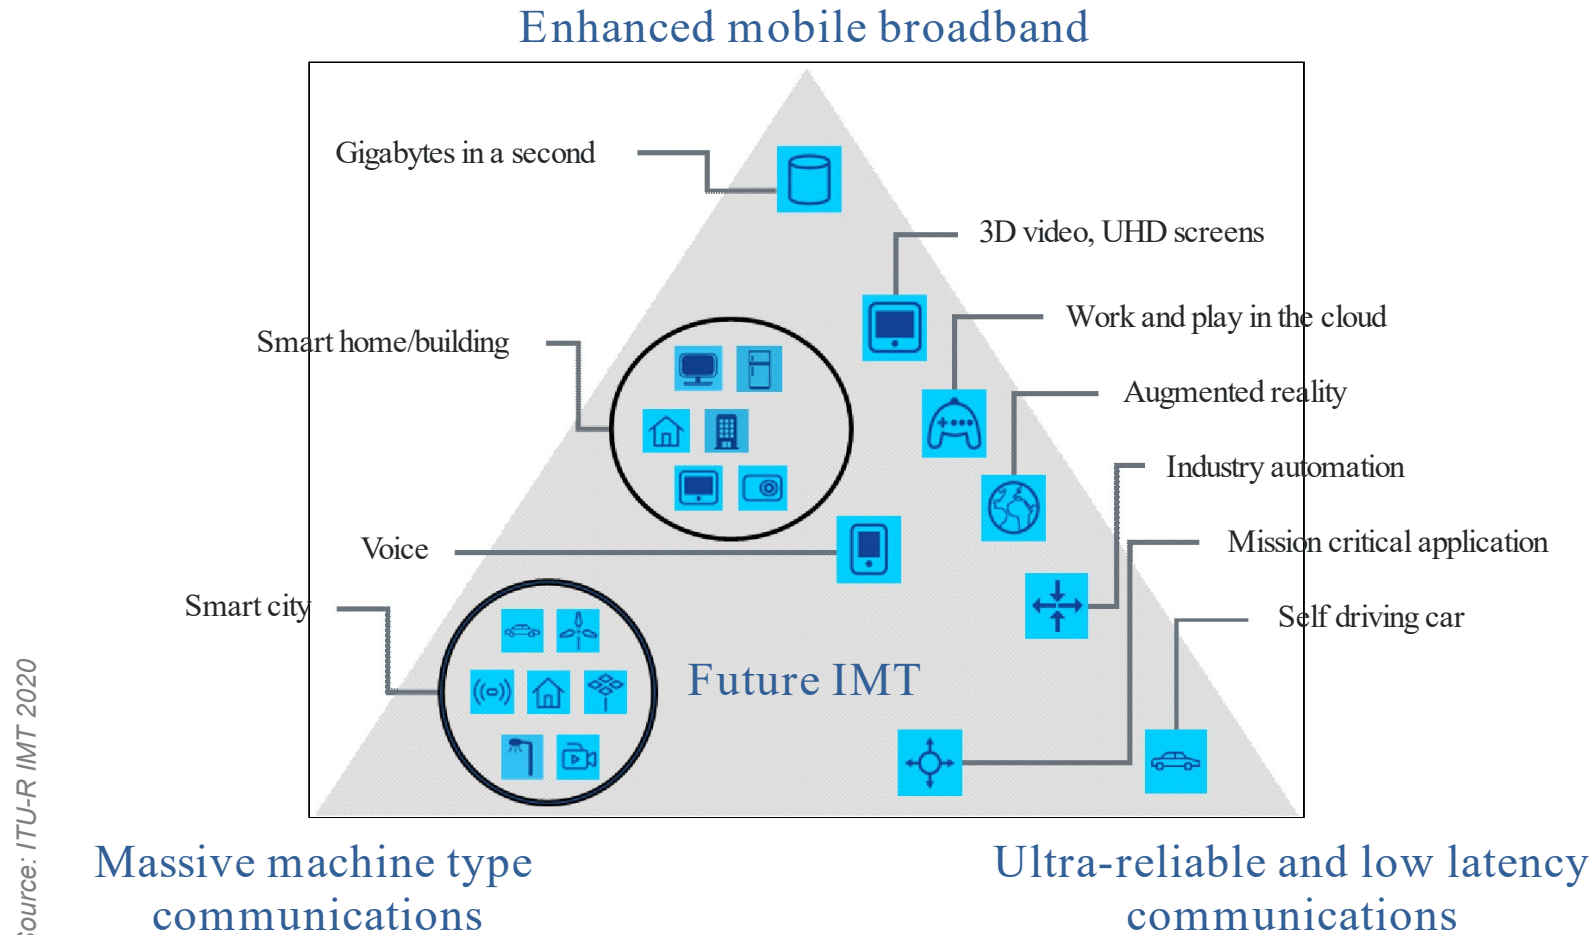 Enhanced mobile broadband
Gigabytes in a second
3D video, UHD screens
Work and play in the cloud
Smart home/building
Augmented reality
Industry automation
Voice
Mission critical application
Smart city
Self driving car
Future IMT
Massive machine type
communications
Ultra-reliable and low latency
communications
Source: ITU-R IMT 2020